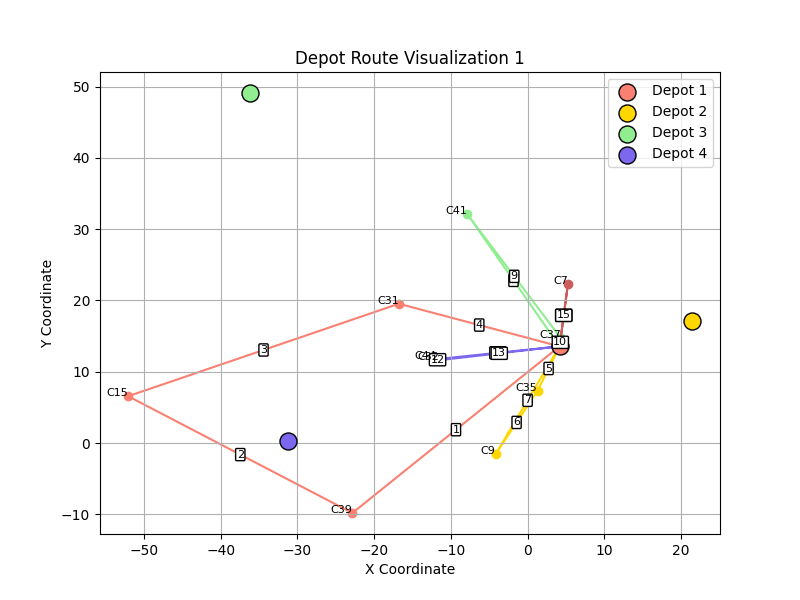 Depot Route Visualization 1
Depot 1
Depot 2
Depot 3
Depot 4
Y Coordinate
50
40
30
20
10
0
−10
C41
9
C7
15
C31
4
C37
10
3
13
12
5
C35
7
C15
6
1
C9
2
C39
−50
−40
−30
−20
−10
0
10
20
X Coordinate